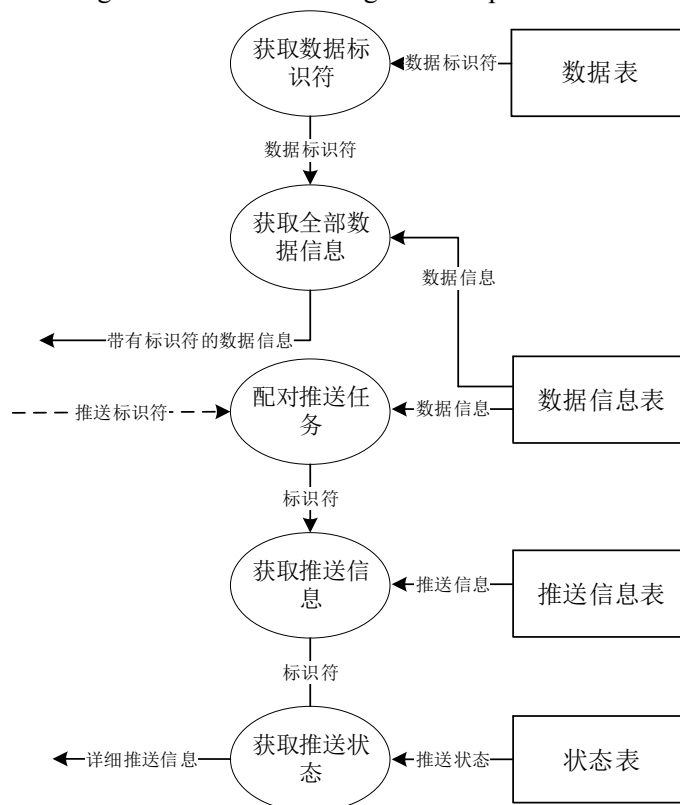 获取数据标
识符
数据标识符
数据表
数据标识符
获取全部数
据信息
数据信息
带有标识符的数据信息
配对推送任
务
推送标识符
数据信息
数据信息表
标识符
获取推送信
息
推送信息
推送信息表
标识符
获取推送状
态
详细推送信息
推送状态
状态表